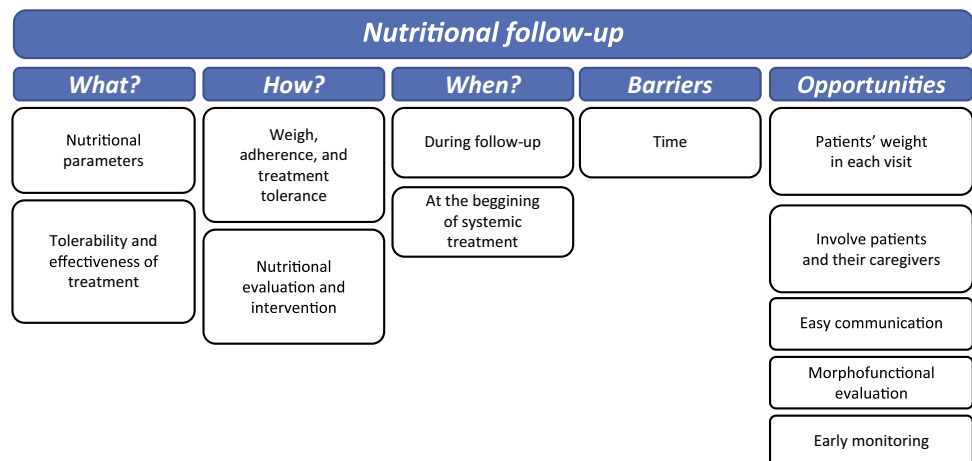 Nutritional follow-up
What?
Nutritional
parameters
Tolerability and
effectiveness of
treatment
How?
Weigh,
adherence, and
treatment
tolerance
Nutritional
evaluation and
intervention
When?
During follow-up
At the beggining
of systemic
treatment
Barriers
Time
Opportunities
Patients’ weight
in each visit
Involve patients
and their caregivers
Easy communication
Morphofunctional
evaluation
Early monitoring